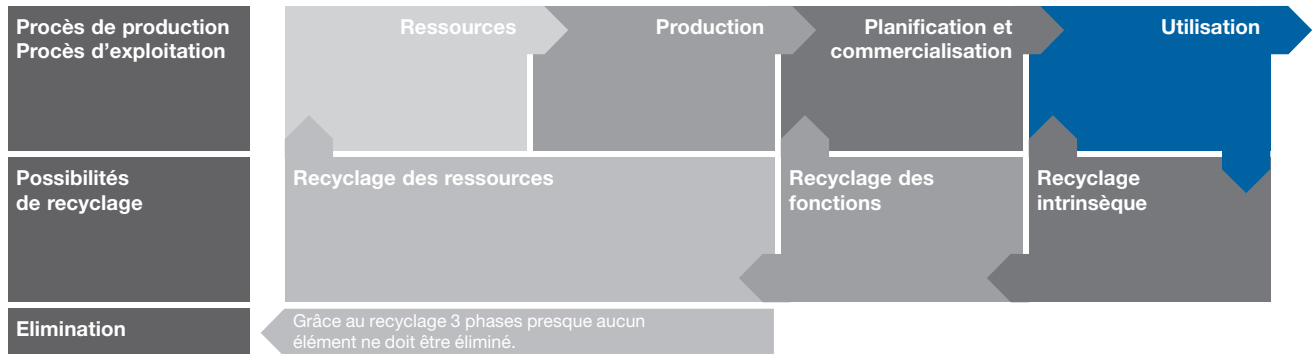 Procès de production
Procès d'exploitation
Ressources
Production
Planification et
commercialisation
Utilisation
Possibilités
de recyclage
Recyclage des ressources
Recyclage des
fonctions
Recyclage
intrinsèque
Elimination
Grâce au recyclage 3 phases presque aucun
élément ne doit être éliminé.